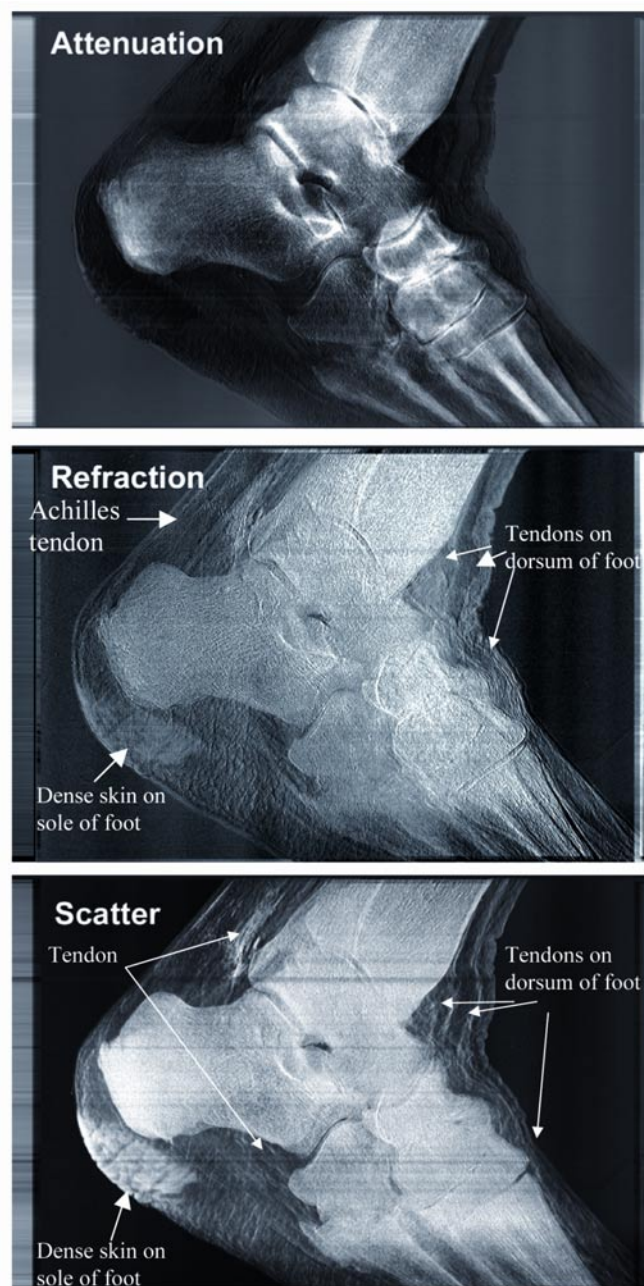 Attenuation
Refraction
Achilles
tendon
Tendons on
dorsum of foot
Dense skin on
sole of foot
Scatter
Tendon
Tendons on
dorsum of foot
Dense skin on
sole of foot